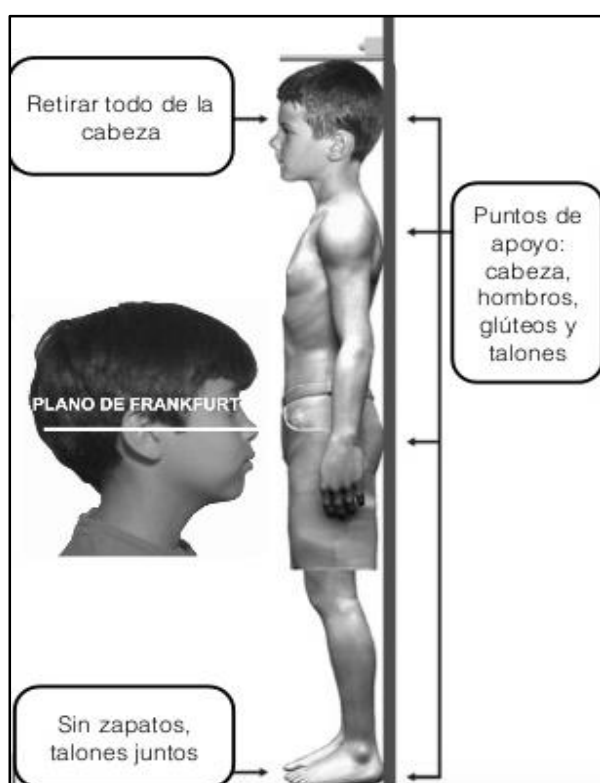 Retirar todo de la
cabeza
Puntos de
apoyo:
cabeza,
hombros,
glúteos y
talones
PLANO DE FRANKFURT
Sin zapatos,
talones juntos